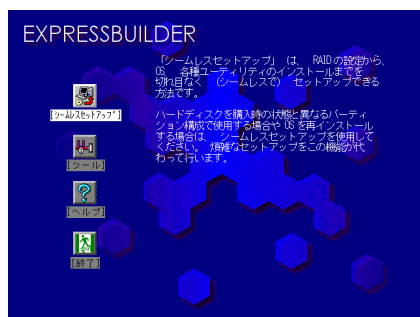 EXPRESSBUILDER
「シームレスセットアップ」 は、 RAIDの設定から、
OS、各種ユーティリティのインストールまでを
切れ目なく (シームレスで) セットアップできる
方法です。
ハードディスクを購入時の状態と異なるパーティ
ション構成で使用する場合や OS を再インストール
する場合は、 シームレスセットアップを使用して
ください。 煩雑なセットアップをこの機能が代
わって行います。
[シームレスセットアップ]
[ツール]
[ヘルプ]
[終了]